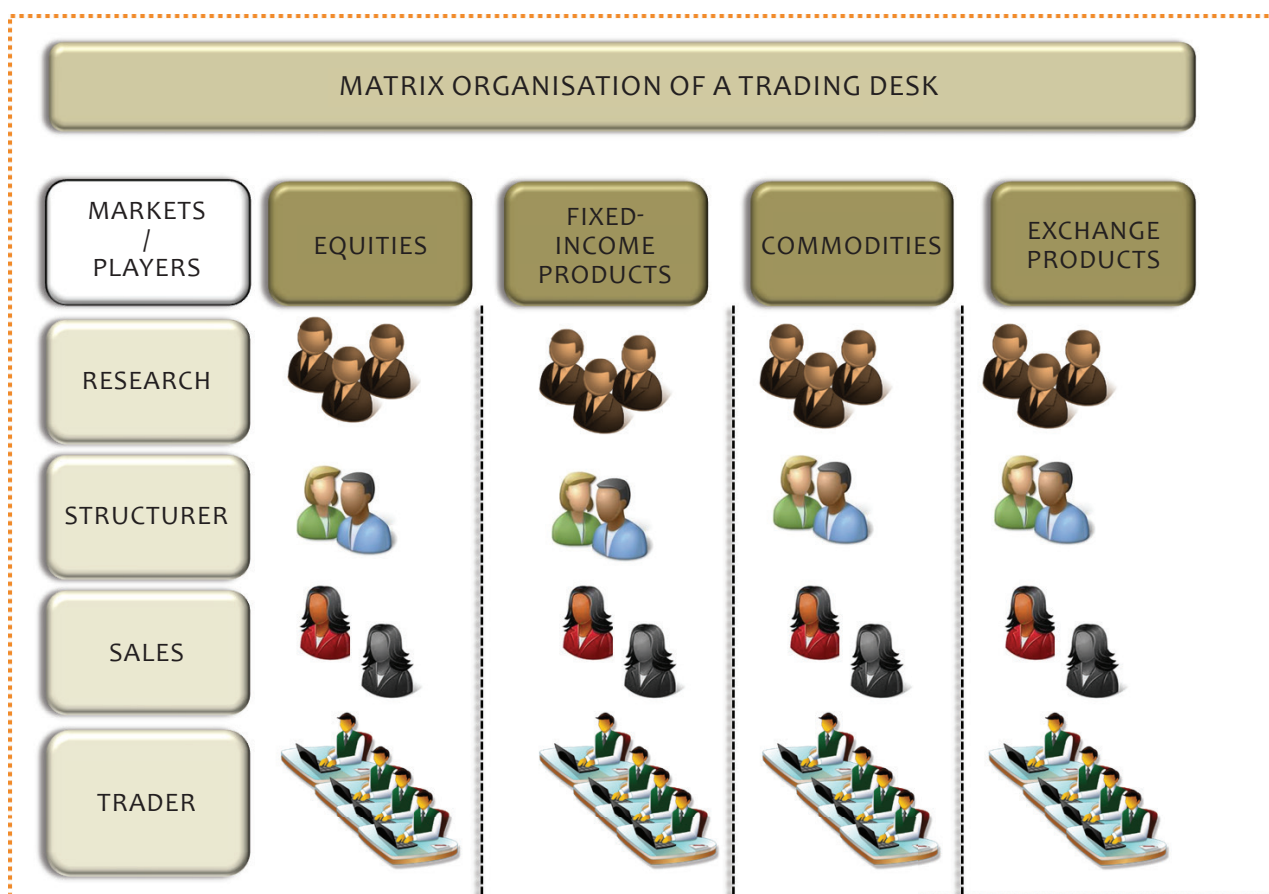 MATRIX ORGANISATION OF A TRADING DESK
MARKETS
/
PLAYERS
EQUITIES
FIXED-
INCOME
PRODUCTS
COMMODITIES
EXCHANGE
PRODUCTS
RESEARCH
STRUCTURER
SALES
TRADER